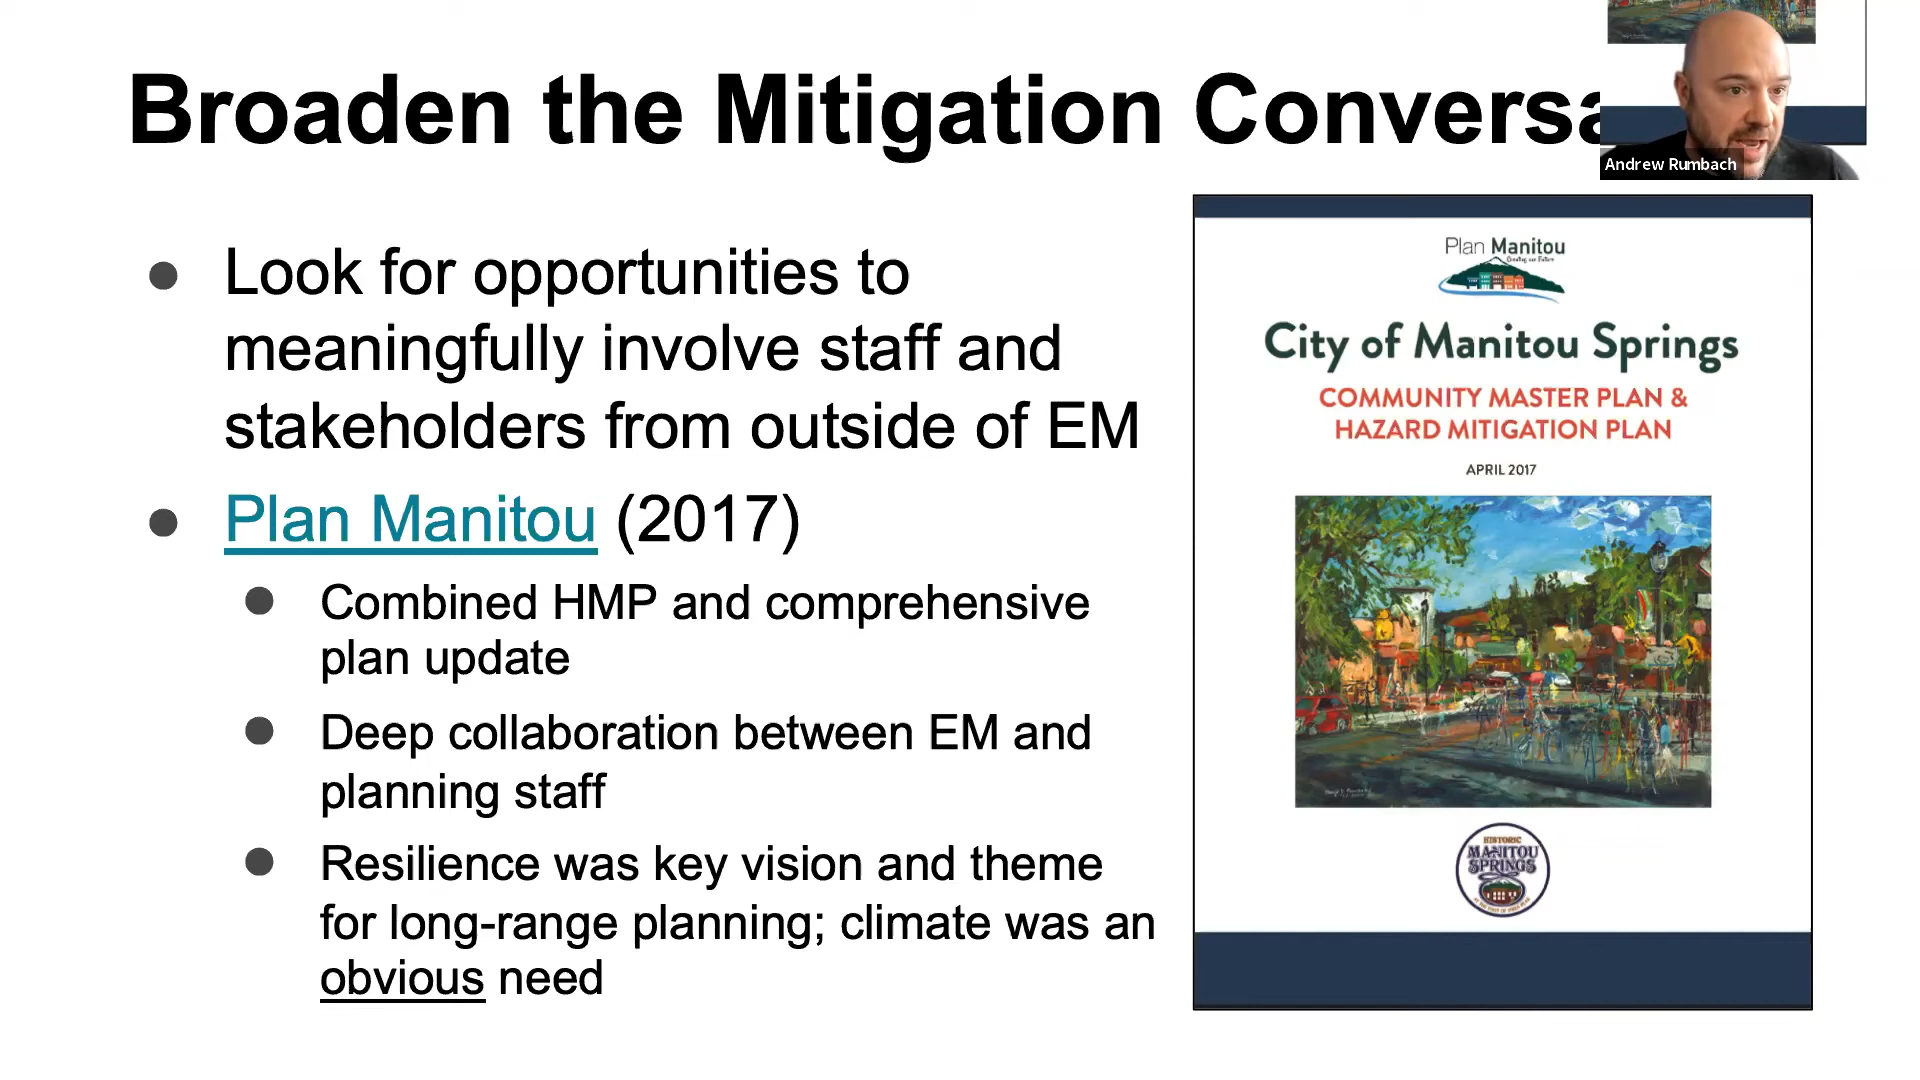 Broaden the Mitigation Conversa
Andrew Rumbach
Look for opportunities to
meaningfully involve staff and
stakeholders from outside of EM
Plan Manitou (2017)
Combined HMP and comprehensive
plan update
Deep collaboration between EM and
planning staff
Resilience was key vision and theme
for long-range planning; climate was an
obvious need
Plan Manitou
Creating our Future
City of Manitou Springs
COMMUNITY MASTER PLAN &
HAZARD MITIGATION PLAN
APRIL 2017
HISTORIC
MANITOU
SPRINGS